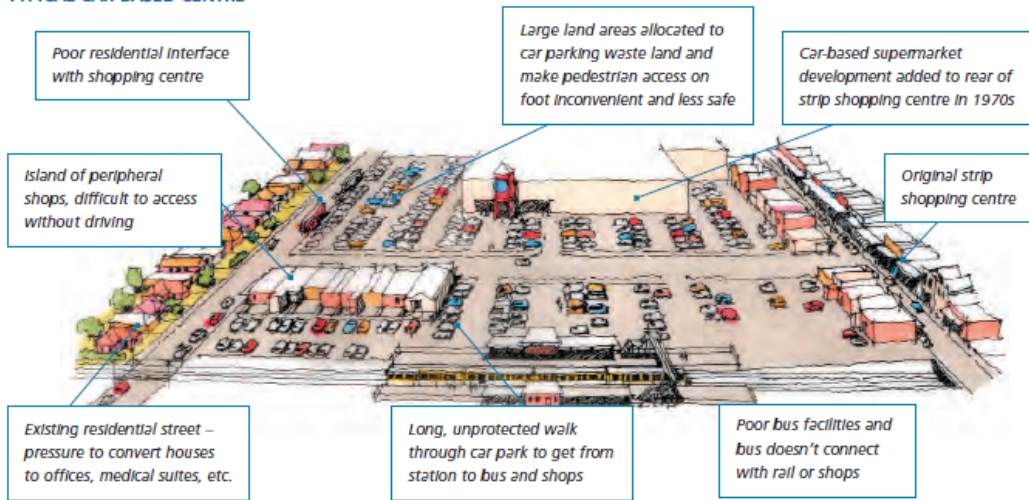 Poor residential interface
with shopping centre
Large land areas allocated to
car parking waste land and
make pedestrian access on
foot inconvenient and less safe
Car-based supermarket
development added to rear of
strip shopping centre in 1970s
Island of peripheral
shops, difficult to access
without driving
Original strip
shopping centre
Existing residential street –
pressure to convert houses
to offices, medical suites, etc.
Long, unprotected walk
through car park to get from
station to bus and shops
Poor bus facilities and
bus doesn't connect
with rail or shops